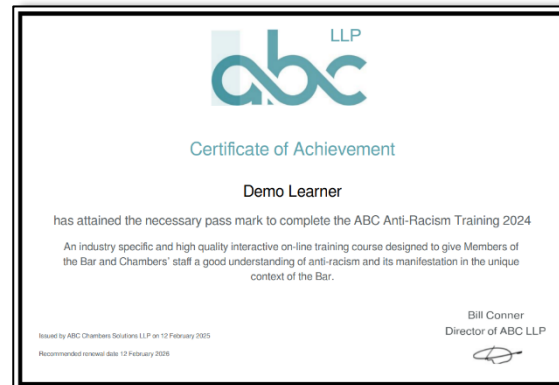 LLP
abc
Certificate of Achievement
Demo Learner
has attained the necessary pass mark to complete the ABC Anti-Racism Training 2024
An industry specific and high quality interactive on-line training course designed to give Members of
the Bar and Chambers' staff a good understanding of anti-racism and its manifestation in the unique
context of the Bar.
Bill Conner
Director of ABC LLP
Issued by ABC Chambers Solutions LLP on 12 February 2025
Recommended renewal date 12 February 2026